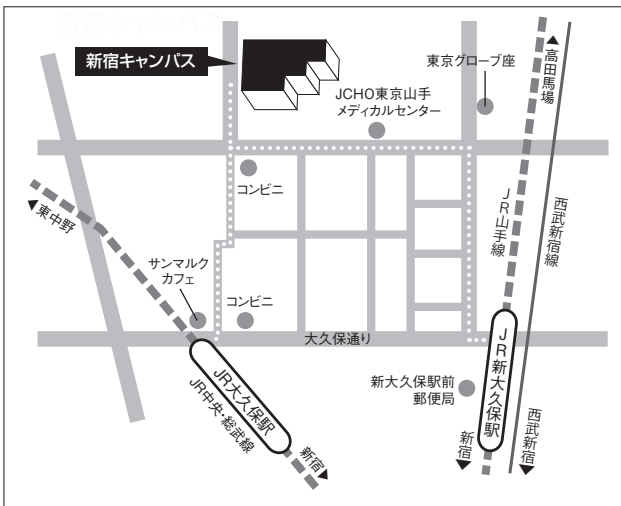 新宿キャンパス
東京グローブ座
JCHO東京山手
メディカルセンター
▲高田馬場
コンビニ
JR山手線
西武新宿線
▲東中野
サンマルク
カフェ
コンビニ
大久保通り
JR大久保駅
JR中央・総武線
新宿▼
新大久保駅前
郵便局
JR新大久保駅
新宿▼
西武新宿▼